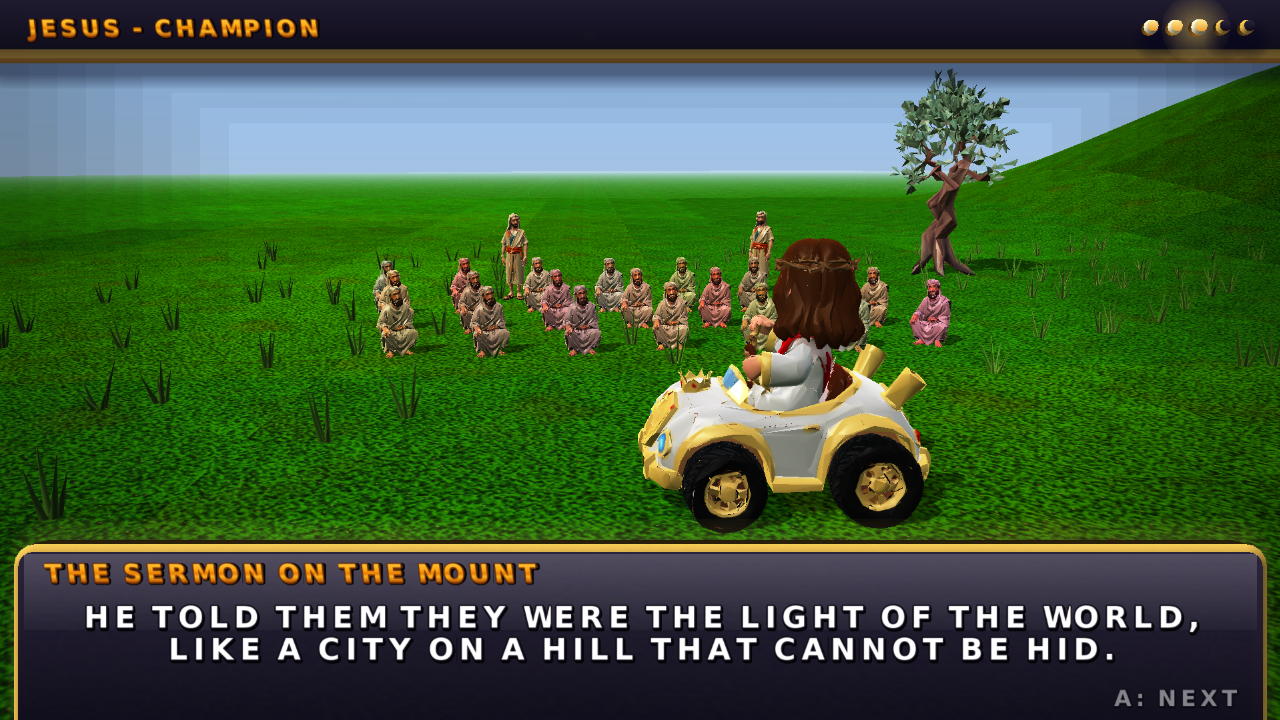 JESUS - CHAMPION
THE SERMON ON THE MOUNT
HE TOLD THEM THEY WERE THE LIGHT OF THE WORLD,
LIKE A CITY ON A HILL THAT CANNOT BE HID.
A: NEXT